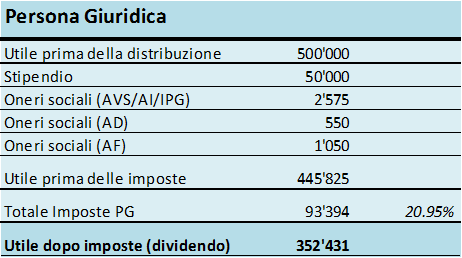 Persona Giuridica
Utile prima della distribuzione 500'000
Stipendio 50'000
Oneri sociali (AVS/AI/IPG) 2'575
Oneri sociali (AD) 550
Oneri sociali (AF) 1'050
Utile prima delle imposte 445'825
Totale Imposte PG 93'394 20.95%
Utile dopo imposte (dividendo) 352'431